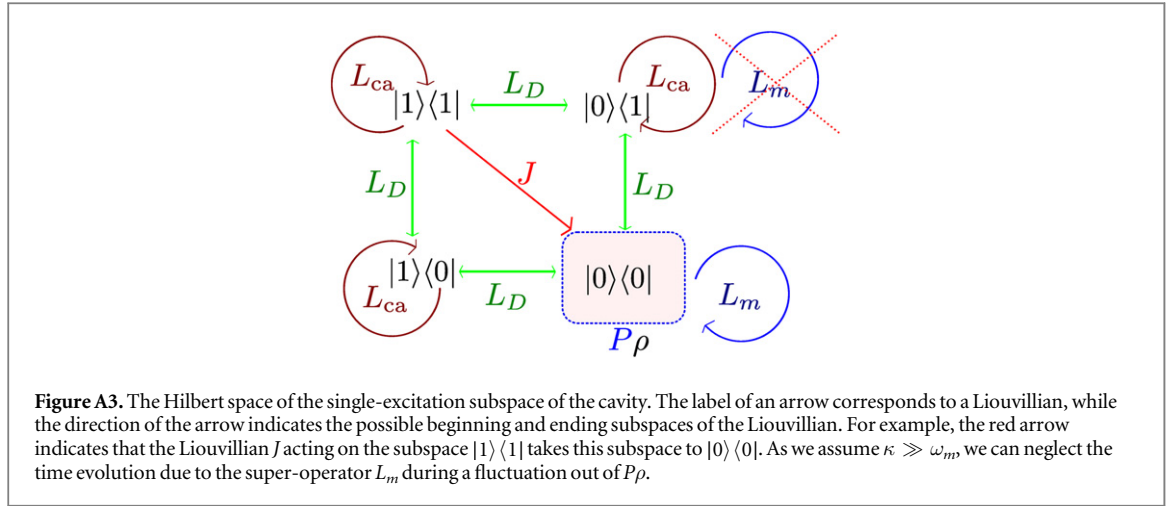 L_ca |1⟩⟨1| L_D |0⟩⟨1| L_ca L_m
L_D J L_D
L_ca |1⟩⟨0| L_D |0⟩⟨0| L_m
Pρ
Figure A3. The Hilbert space of the single-excitation subspace of the cavity. The label of an arrow corresponds to a Liouvillian, while
the direction of the arrow indicates the possible beginning and ending subspaces of the Liouvillian. For example, the red arrow
indicates that the Liouvillian J acting on the subspace |1⟩⟨1| takes this subspace to |0⟩⟨0|. As we assume κ ≫ ω_m, we can neglect the
time evolution due to the super-operator L_m during a fluctuation out of Pρ.